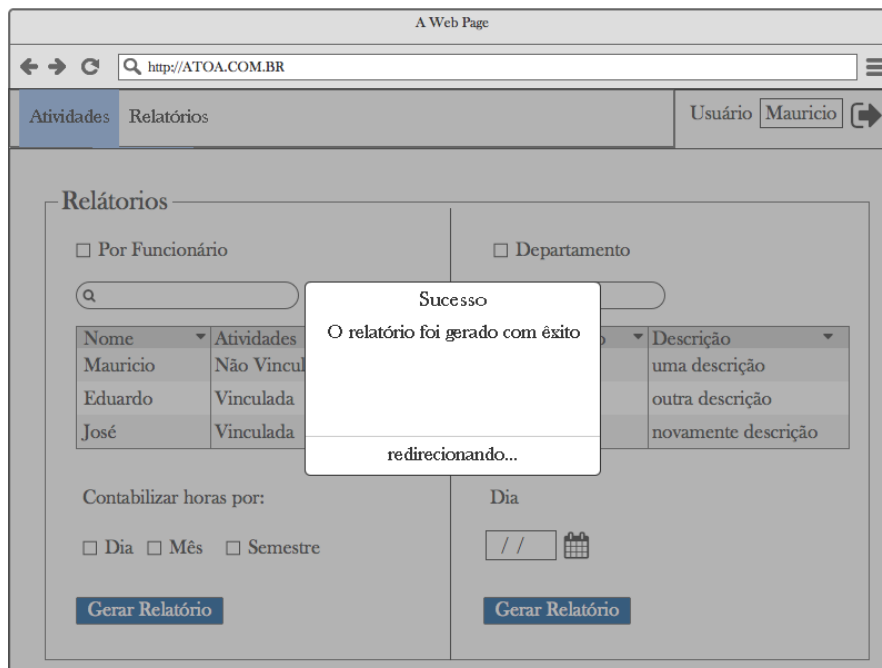 A Web Page
http://ATOA.COM.BR
Atividades Relatórios Usuário Mauricio
Relátorios
Por Funcionário
Nome Atividades
Mauricio Não Vincul
Eduardo Vinculada
José Vinculada
Contabilizar horas por:
Dia Mês Semestre
Gerar Relatório
Departamento
o Descrição
uma descrição
outra descrição
novamente descrição
Dia
/ /
Gerar Relatório
Sucesso
O relatório foi gerado com êxito
redirecionando...